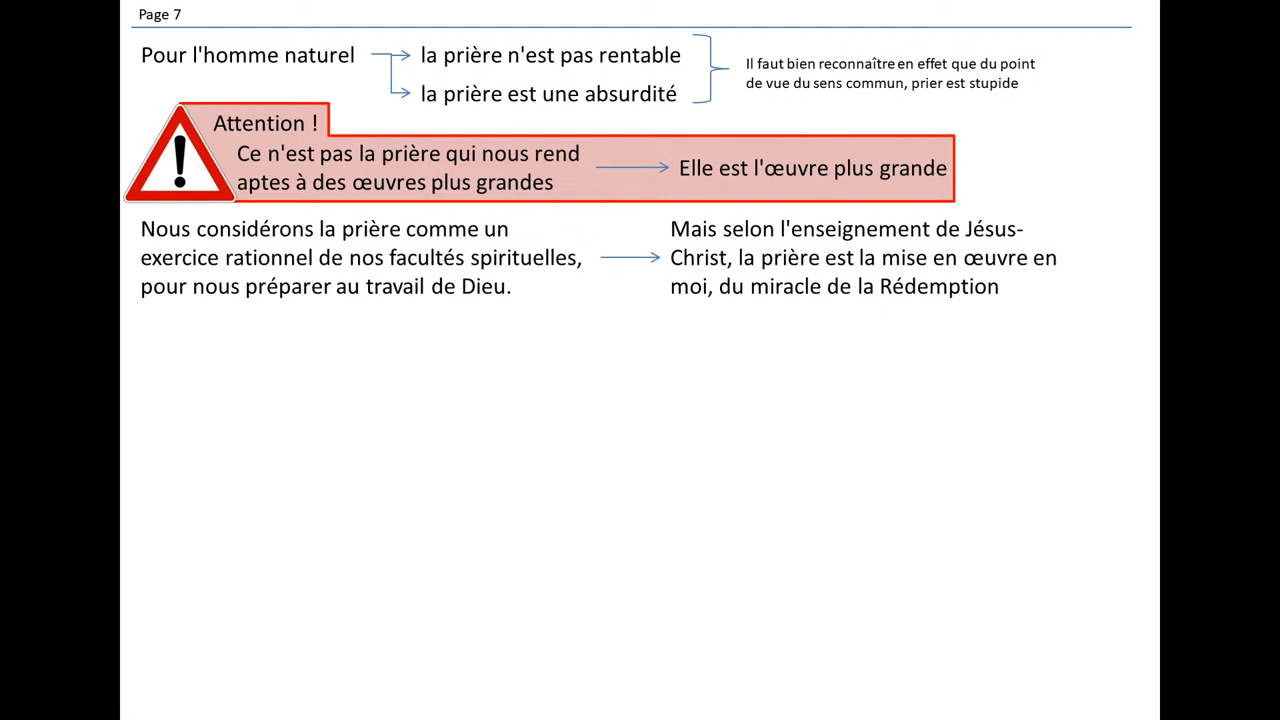 Page 7
Pour l'homme naturel
la prière n'est pas rentable
la prière est une absurdité
Il faut bien reconnaître en effet que du point
de vue du sens commun, prier est stupide
Attention !
Ce n'est pas la prière qui nous rend
aptes à des œuvres plus grandes
Elle est l'œuvre plus grande
Nous considérons la prière comme un
exercice rationnel de nos facultés spirituelles,
pour nous préparer au travail de Dieu.
Mais selon l'enseignement de Jésus-
Christ, la prière est la mise en œuvre en
moi, du miracle de la Rédemption